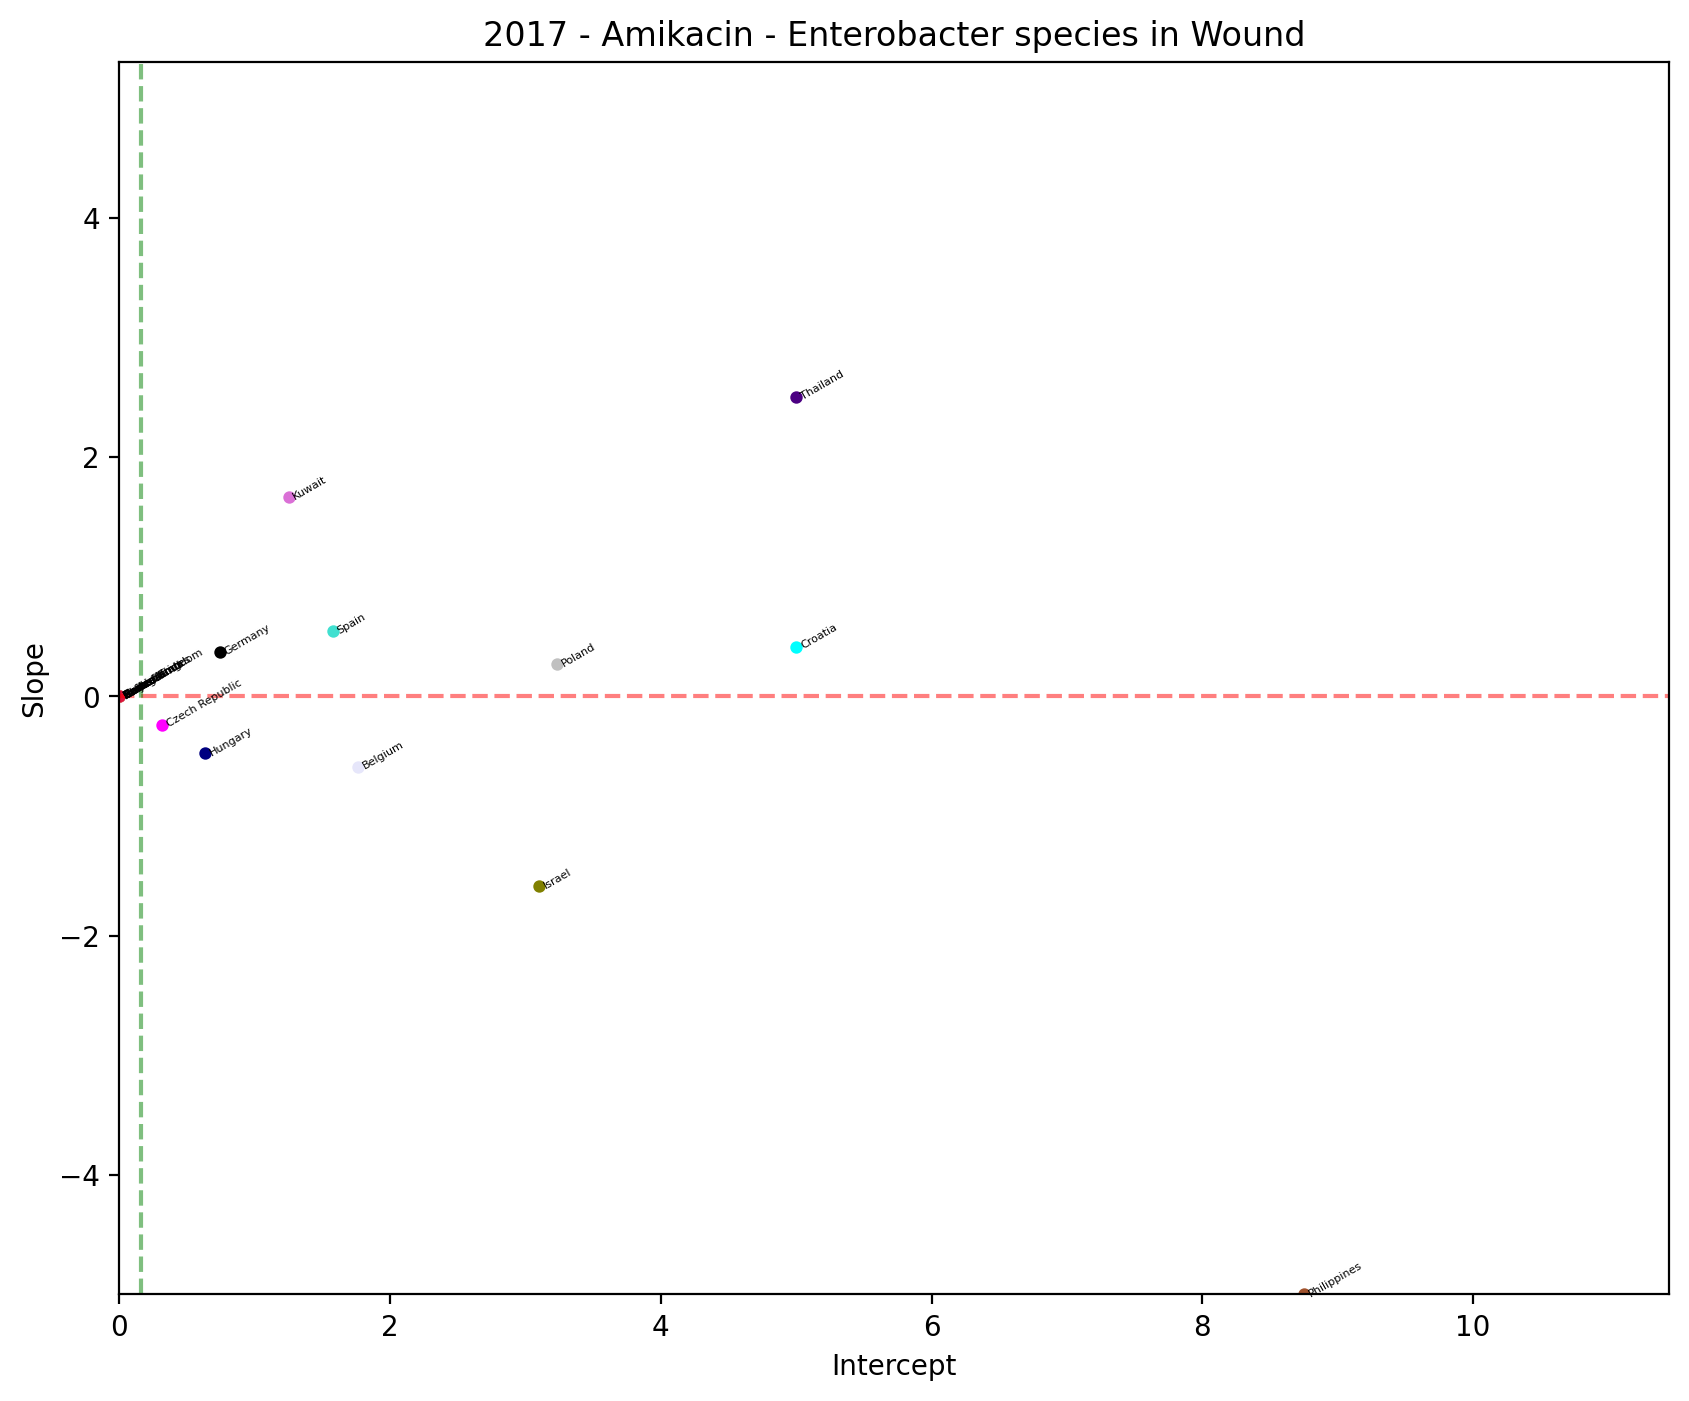 2017 - Amikacin - Enterobacter species in Wound
4
2
0
−2
−4
Slope
Thailand
Kuwait
Spain
Germany
Croatia
Poland
Czech Republic
Hungary
Belgium
Israel
Philippines
0
2
4
6
8
10
Intercept